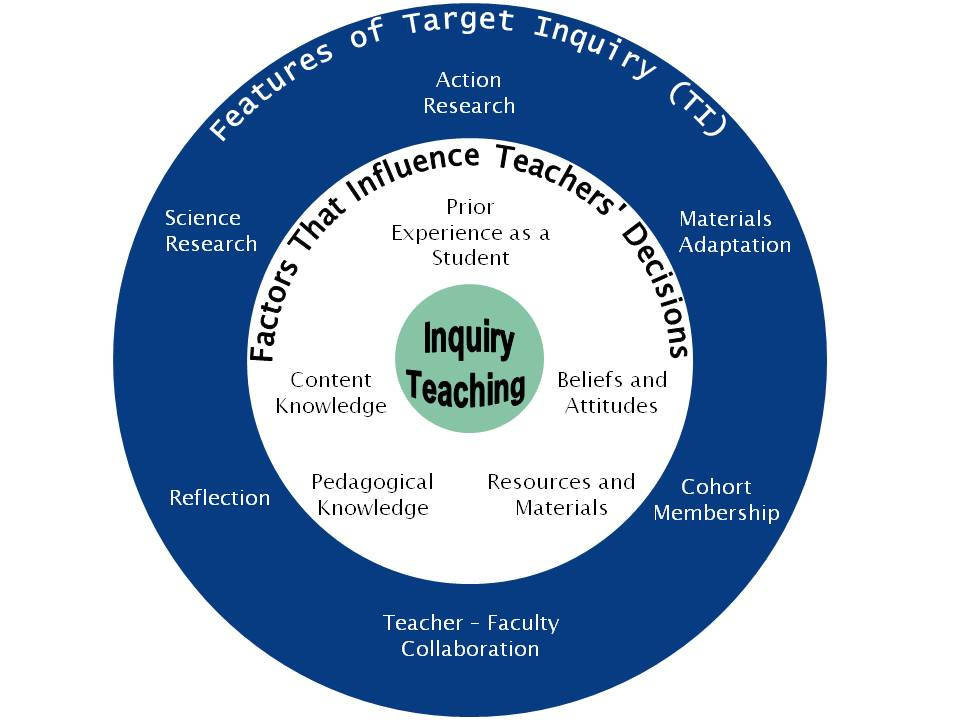 Features of Target Inquiry (TI)
Action
Research
Science
Research
Materials
Adaptation
Reflection
Cohort
Membership
Teacher – Faculty
Collaboration
Factors That Influence Teachers' Decisions
Prior
Experience as a
Student
Content
Knowledge
Beliefs and
Attitudes
Pedagogical
Knowledge
Resources and
Materials
Inquiry
Teaching